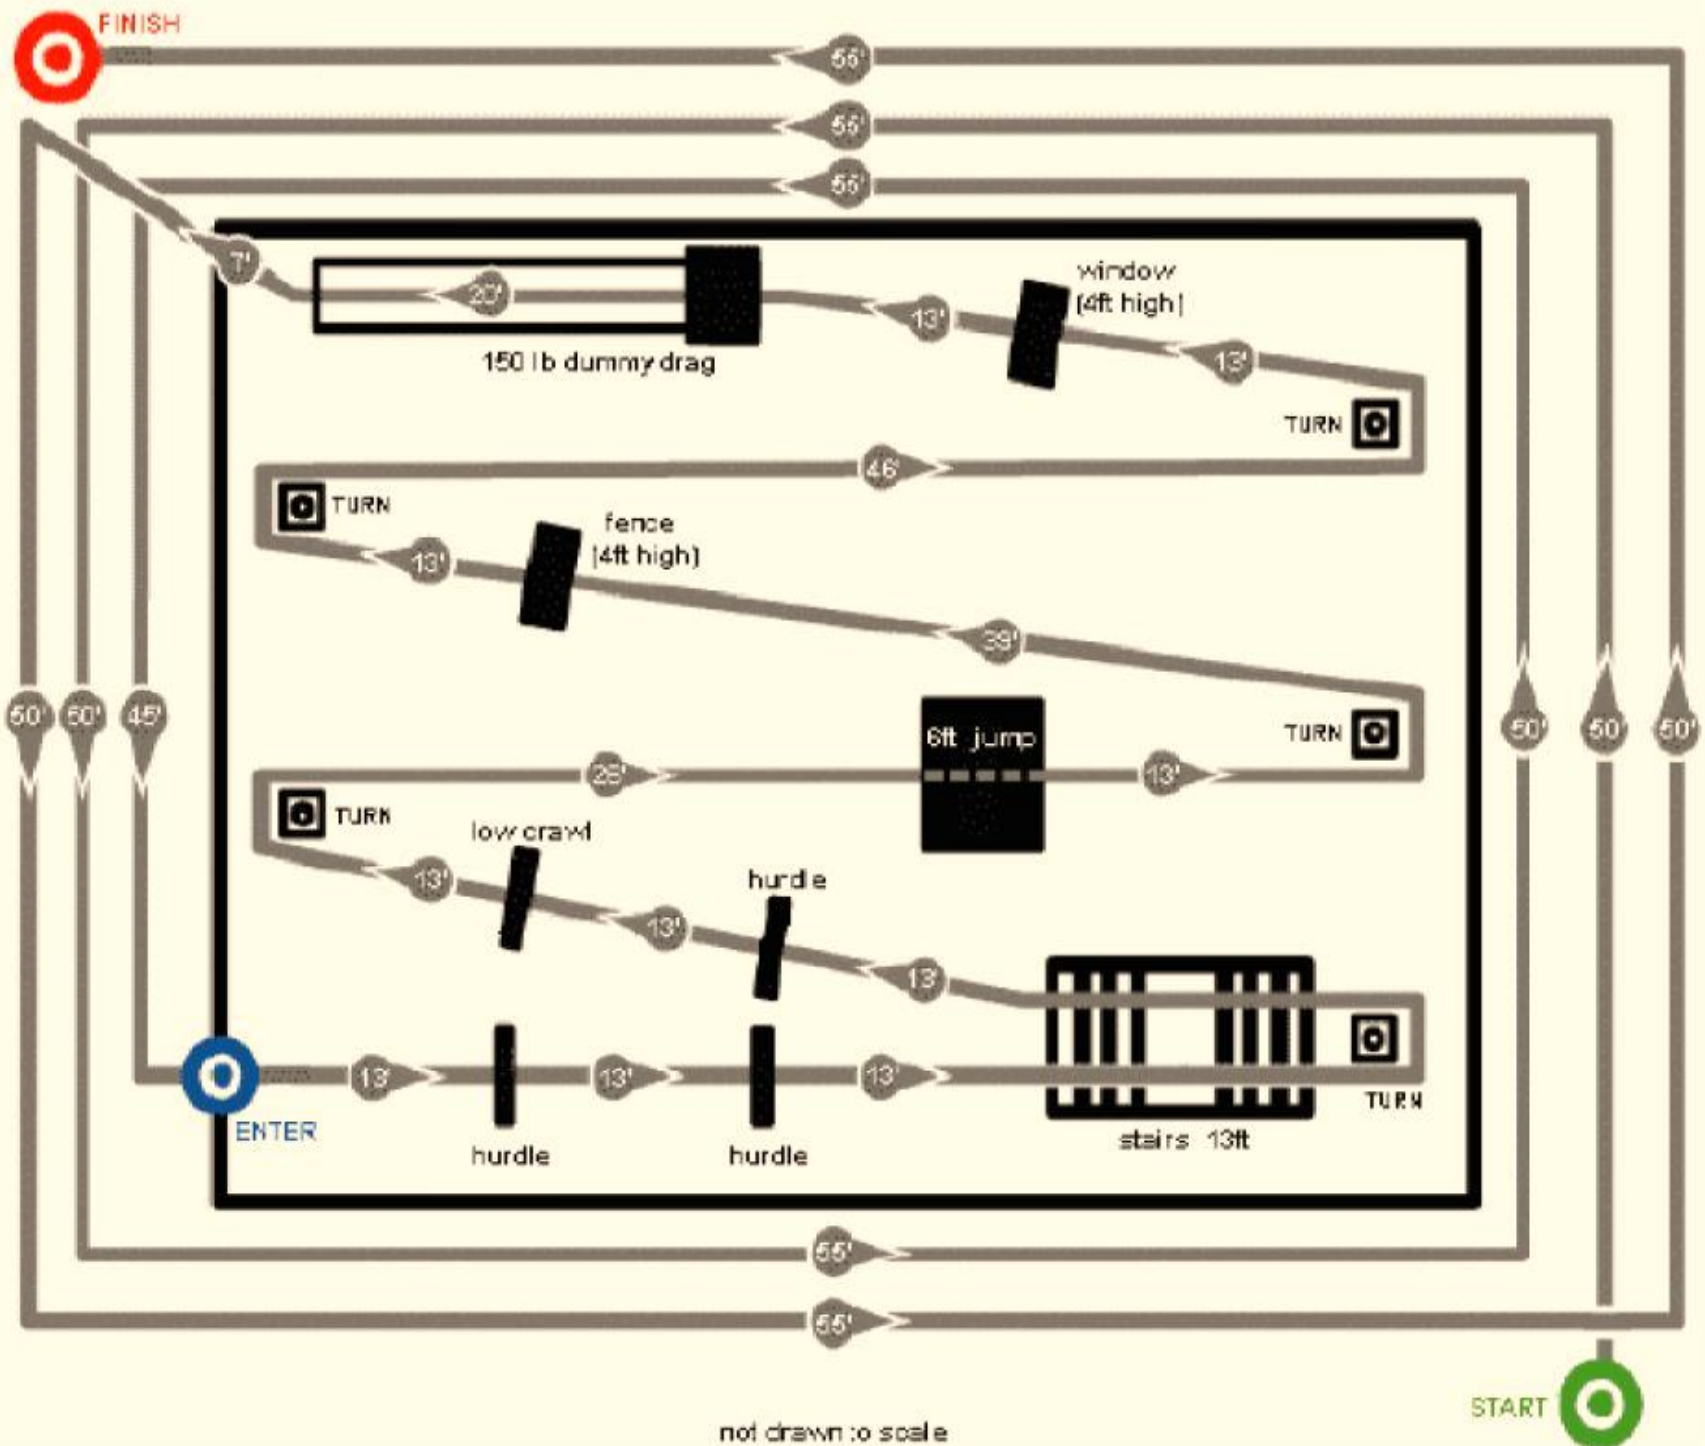 FINISH
55'
55'
55'
window
(4ft high)
7'
20'
13'
13'
150 lb dummy drag
TURN
46'
TURN
fence
(4ft high)
13'
39'
50'
50'
45'
6ft jump
TURN
50'
50
50'
26'
13'
TURN
low crawl
13'
hurdle
13'
13'
13'
13'
13'
TURN
ENTER
hurdle
hurdle
stairs 13ft
55'
55'
START
not drawn to scale